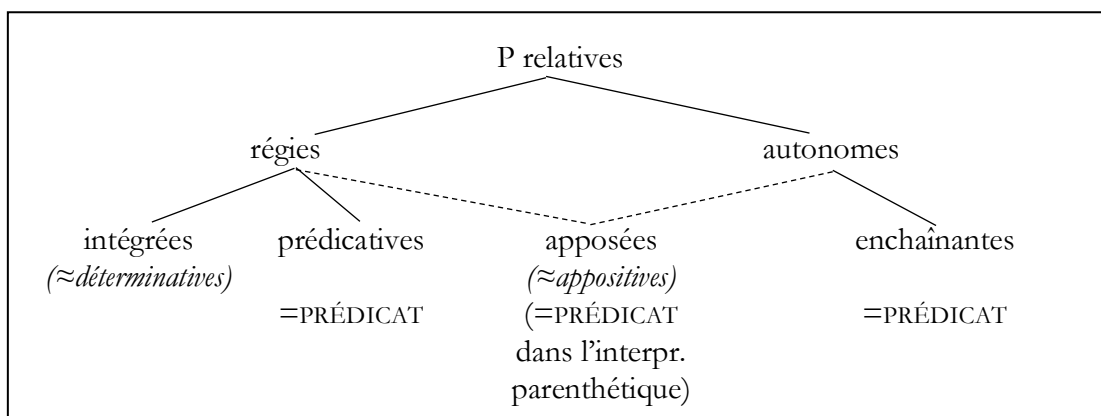 P relatives
régies autonomes
intégrées prédicatives apposées enchaînantes
(≈déterminatives) (≈appositives)
=PRÉDICAT (=PRÉDICAT =PRÉDICAT
dans l’interpr.
parenthétique)